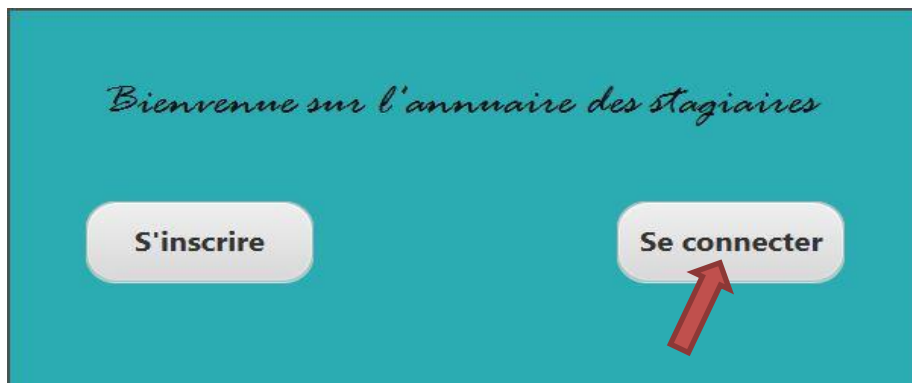 Bienvenue sur l'annuaire des stagiaires
S'inscrire
Se connecter